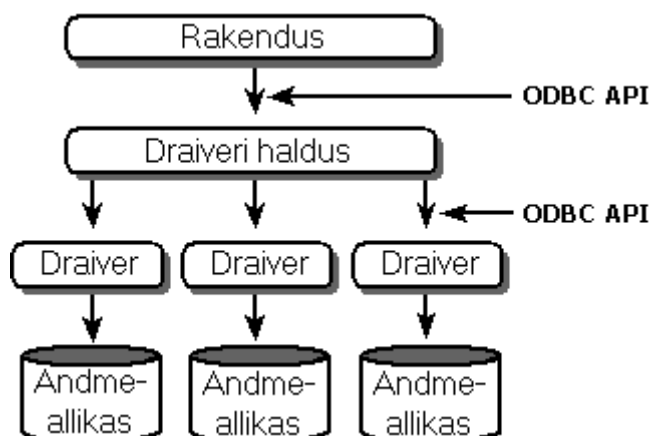 Rakendus
ODBC API
Draiveri haldus
ODBC API
Draiver
Draiver
Draiver
Andme-
allikas
Andme-
allikas
Andme-
allikas